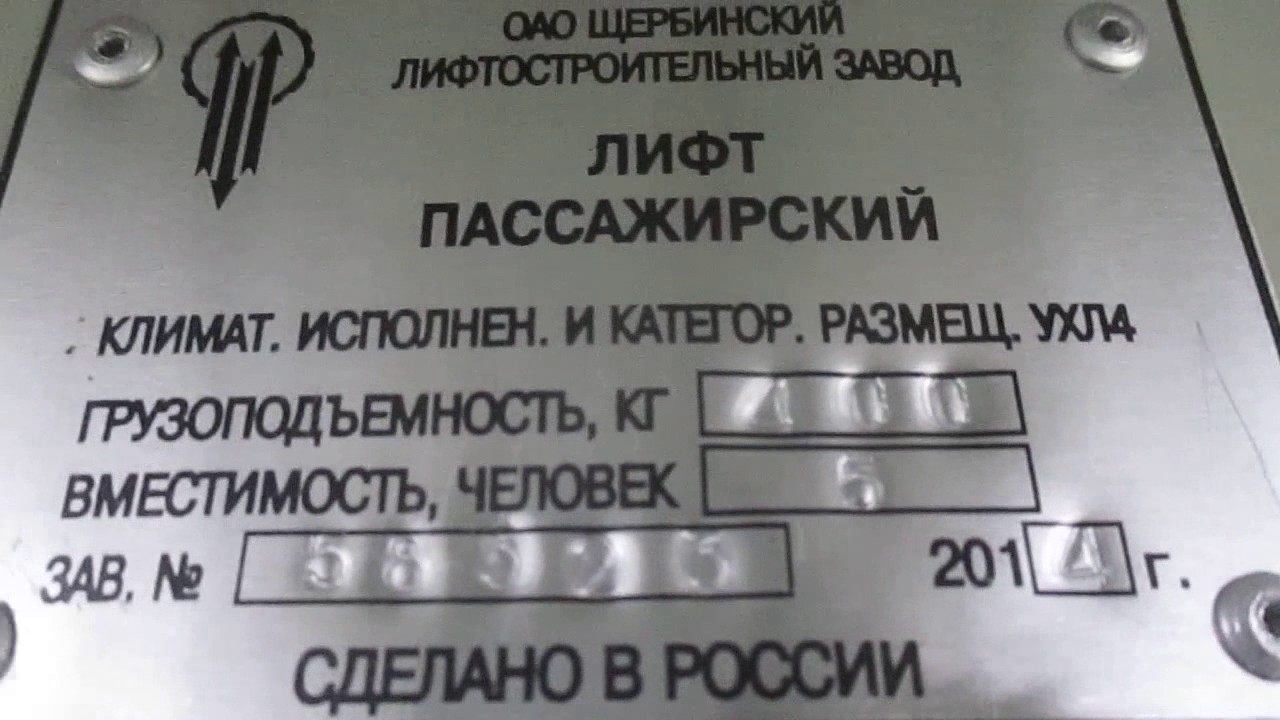 ОАО ЩЕРБИНСКИЙ
ЛИФТОСТРОИТЕЛЬНЫЙ ЗАВОД
ЛИФТ
ПАССАЖИРСКИЙ
КЛИМАТ. ИСПОЛНЕН. И КАТЕГОР. РАЗМЕЩ. УХЛ4
ГРУЗОПОДЪЕМНОСТЬ, КГ 400
ВМЕСТИМОСТЬ, ЧЕЛОВЕК 5
ЗАВ. №
2014 г.
СДЕЛАНО В РОССИИ